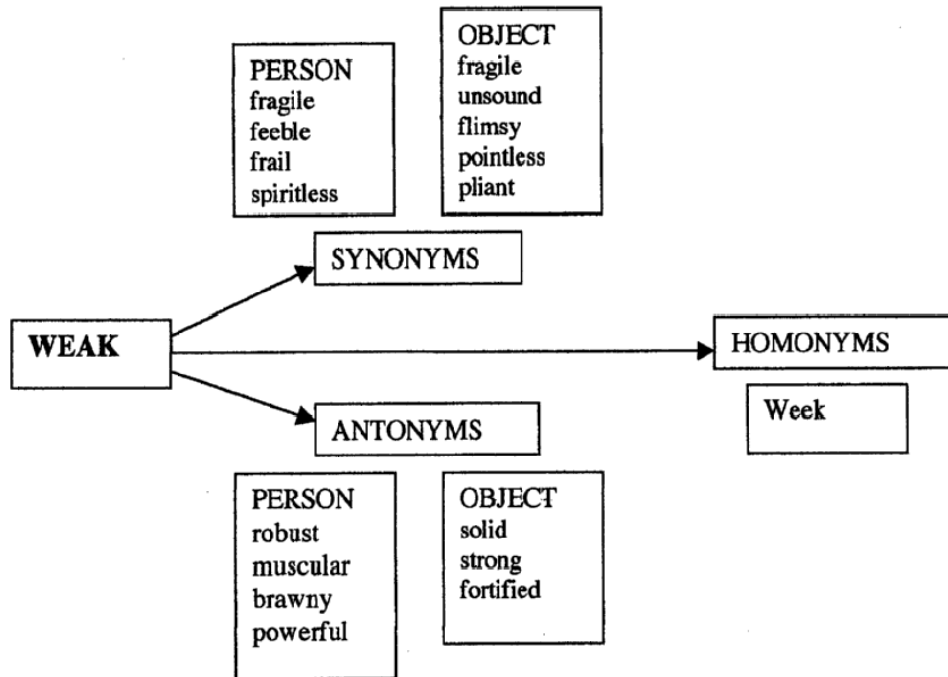 PERSON
fragile
feeble
frail
spiritless
OBJECT
fragile
unsound
flimsy
pointless
pliant
SYNONYMS
WEAK
HOMONYMS
Week
ANTONYMS
PERSON
robust
muscular
brawny
powerful
OBJECT
solid
strong
fortified